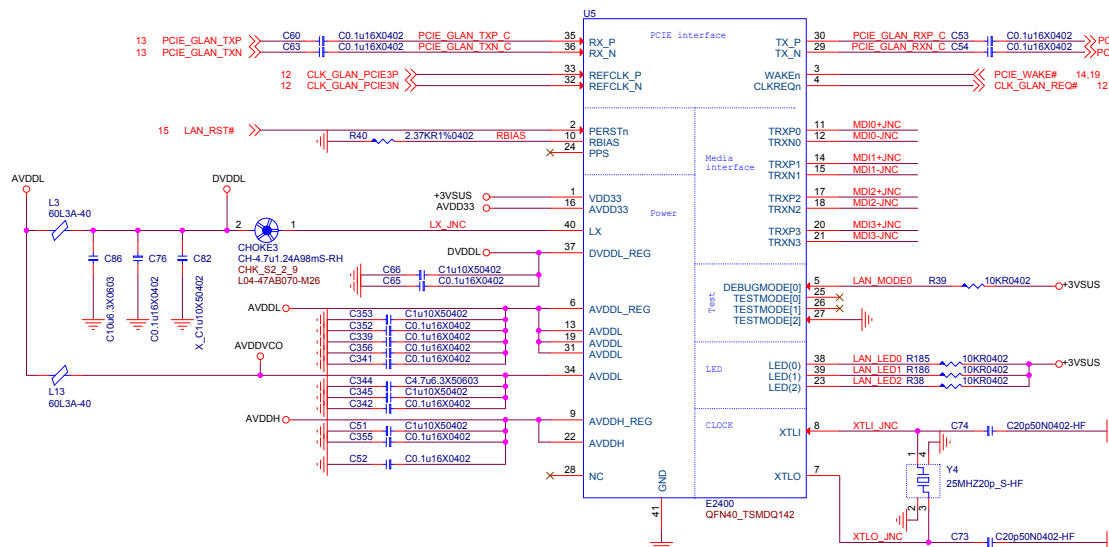 U5
PCIE interface
13 PCIE_GLAN_TXP C60 C0.1u16X0402 PCIE_GLAN_TXP_C 35 RX_P TX_P 30 PCIE_GLAN_RXP_C C53 C0.1u16X0402 PC
13 PCIE_GLAN_TXN C63 C0.1u16X0402 PCIE_GLAN_TXN_C 36 RX_N TX_N 29 PCIE_GLAN_RXN_C C54 C0.1u16X0402 PC
12 CLK_GLAN_PCIE3P 33 REFCLK_P WAKEn 3 PCIE_WAKE# 14,19
12 CLK_GLAN_PCIE3N 32 REFCLK_N CLKREQn 4 CLK_GLAN_REQ# 12
15 LAN_RST# 2 PERSTn TRXP0 11 MDI0+JNC
R40 2.37KR1%0402 RBIAS 10 RBIAS TRXN0 12 MDI0-JNC
24 PPS
Media
interface
TRXP1 14 MDI1+JNC
TRXN1 15 MDI1-JNC
AVDDL DVDDL
+3VSUS 1 VDD33 TRXP2 17 MDI2+JNC
AVDD33 16 AVDD33 TRXN2 18 MDI2-JNC
Power
L3
60L3A-40
2 1 LX_JNC 40 LX TRXP3 20 MDI3+JNC
TRXN3 21 MDI3-JNC
CHOKE3
CH-4.7u1.24A98mS-RH
CHK_S2_2_9
L04-47AB070-M26
DVDDL 37 DVDDL_REG
C86 C76 C82
C10u6.3X0603 C0.1u16X0402 X_C1u10X50402
C66 C1u10X50402
C65 C0.1u16X0402
Test
DEBUGMODE[0] 5 LAN_MODE0 R39 10KR0402 +3VSUS
TESTMODE[0] 25
TESTMODE[1] 26
TESTMODE[2] 27
AVDDL 6 AVDDL_REG
C353 C1u10X50402
C352 C0.1u16X0402 13 AVDDL
C339 C0.1u16X0402 19 AVDDL
C356 C0.1u16X0402 31 AVDDL
C341 C0.1u16X0402
AVDDVCO
LED
LED(0) 38 LAN_LED0 R185 10KR0402 +3VSUS
LED(1) 39 LAN_LED1 R186 10KR0402
LED(2) 23 LAN_LED2 R38 10KR0402
34 AVDDL
L13
60L3A-40
C344 C4.7u6.3X50603
C345 C1u10X50402
C342 C0.1u16X0402
AVDDH 9 AVDDH_REG
C51 C1u10X50402
C355 C0.1u16X0402 22 AVDDH
C52 C0.1u16X0402
CLOCK
XTLI 8 XTLI_JNC C74 C20p50N0402-HF
1 4
Y4
25MHZ20p_S-HF
2 3
28 NC XTLO 7
GND
41
E2400
QFN40_TSMDQ142
XTLO_JNC C73 C20p50N0402-HF